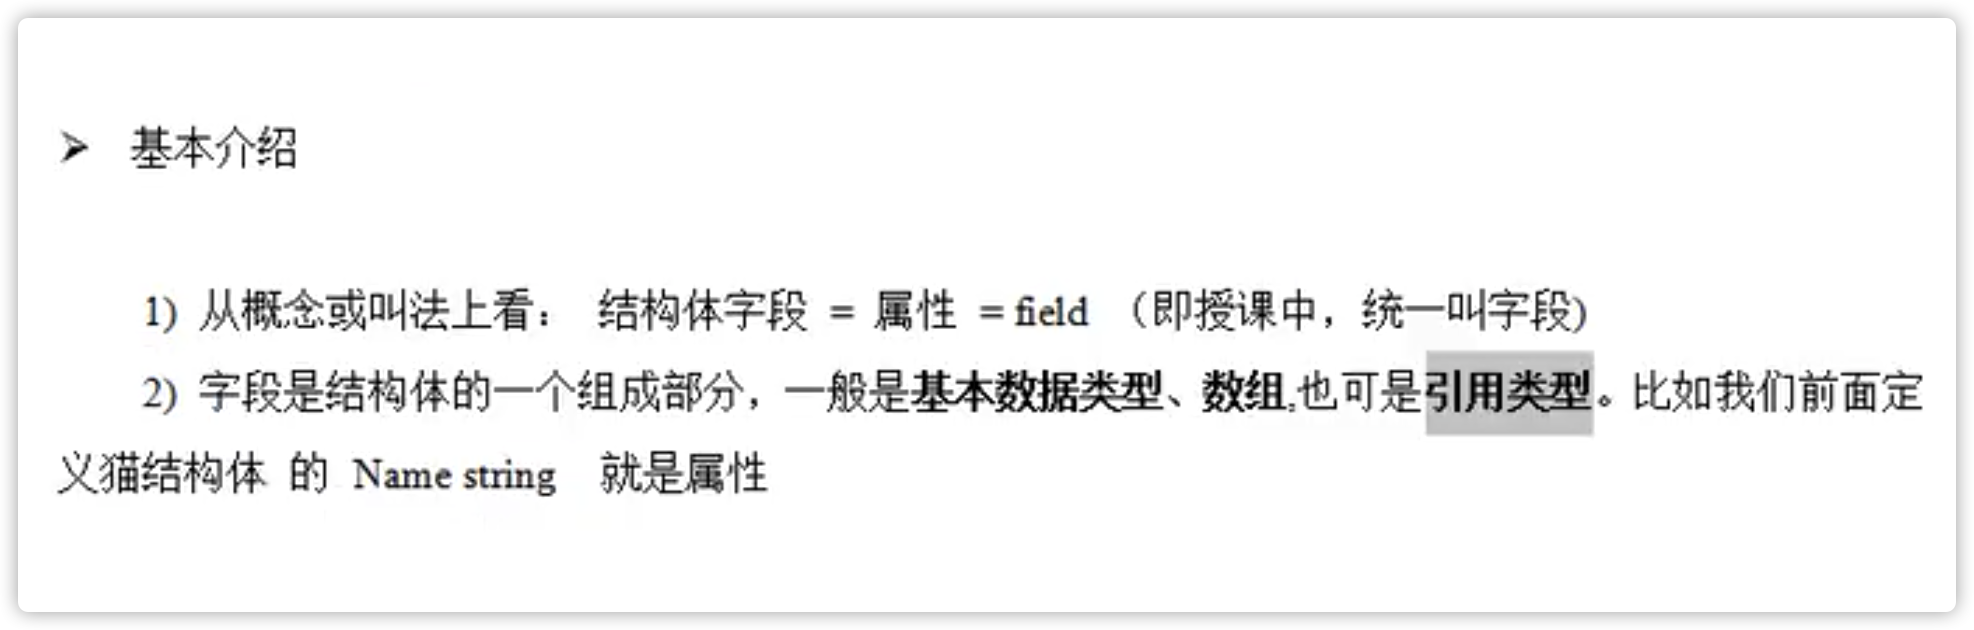 ➢ 基本介绍
1) 从概念或叫法上看： 结构体字段 = 属性 = field （即授课中，统一叫字段)
2) 字段是结构体的一个组成部分，一般是基本数据类型、数组,也可是引用类型。比如我们前面定
义猫结构体 的 Name string 就是属性